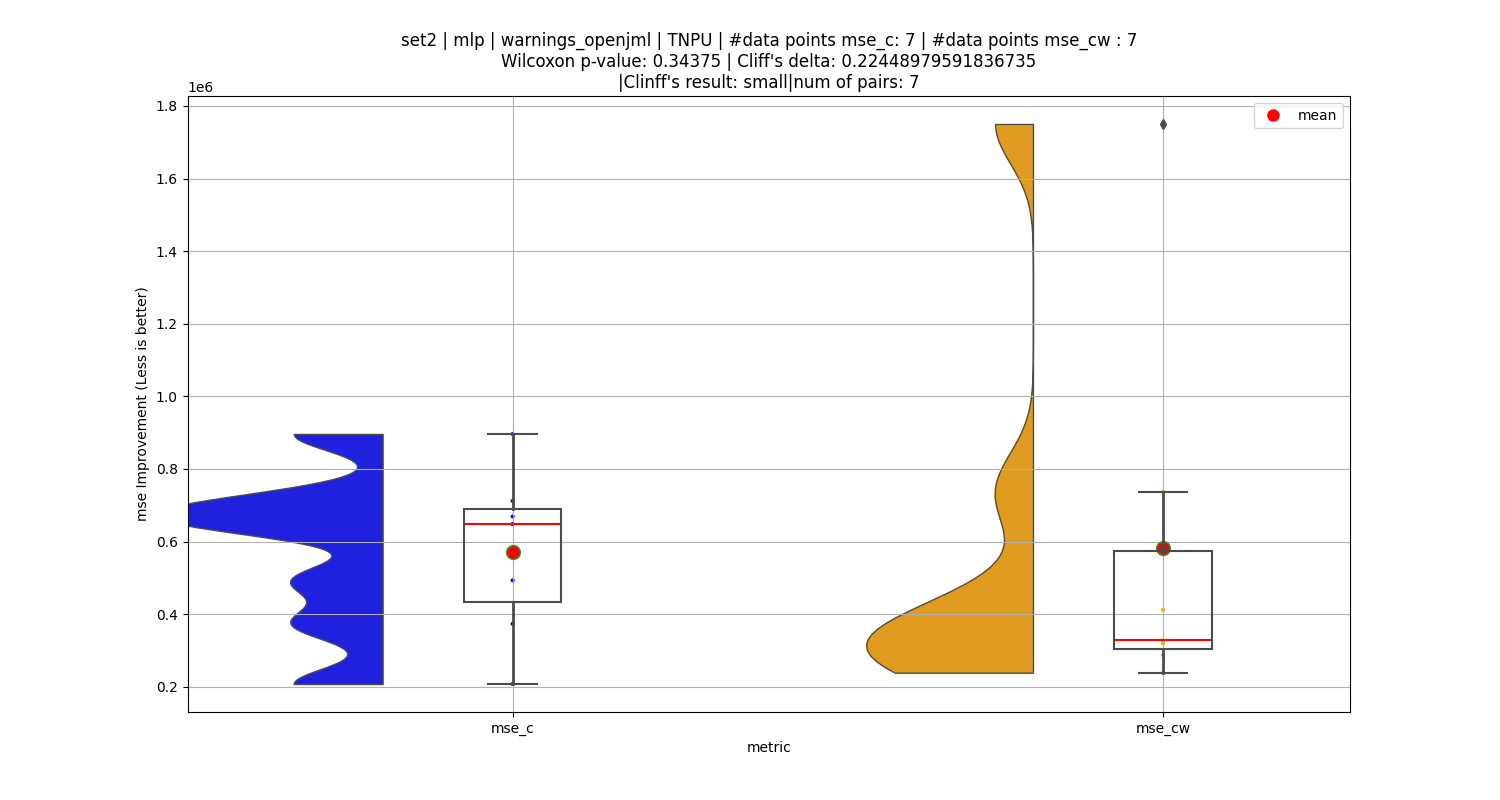 set2 | mlp | warnings_openjml | TNPU | #data points mse_c: 7 | #data points mse_cw : 7
Wilcoxon p-value: 0.34375 | Cliff's delta: 0.22448979591836735
|Clinff's result: small|num of pairs: 7
1e6
mean
1.8
1.6
1.4
1.2
1.0
0.8
0.6
0.4
0.2
mse Improvement (Less is better)
mse_c
mse_cw
metric